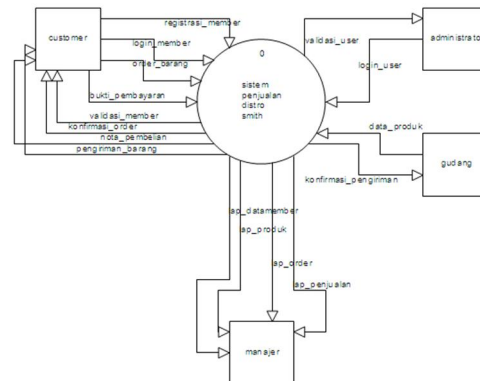 registrasi_member
customer
login_member
order_barang
bukti_pembayaran
validasi_member
konfirmasi_order
nota_pembelian
pengiriman_barang
0
sistem
penjualan
distro
smith
validasi_user
administrator
login_user
data_produk
gudang
konfirmasi_pengiriman
lap_datamember
lap_produk
lap_order
lap_penjualan
manajer